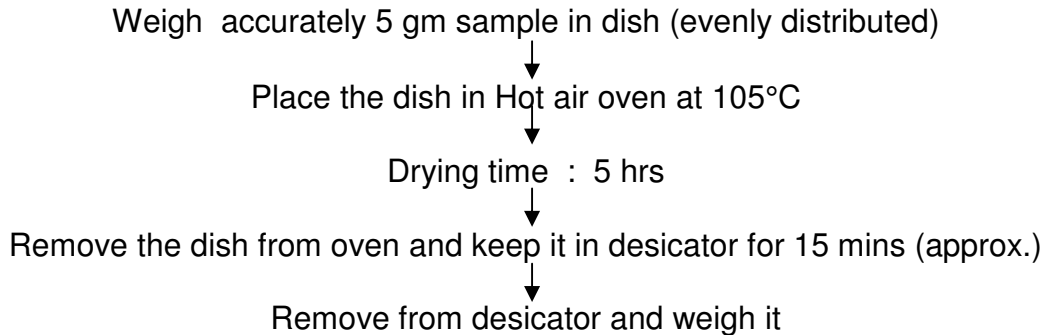 Weigh  accurately 5 gm sample in dish (evenly distributed)
Place the dish in Hot air oven at 105°C
Drying time  :  5 hrs
Remove the dish from oven and keep it in desicator for 15 mins (approx.)
Remove from desicator and weigh it